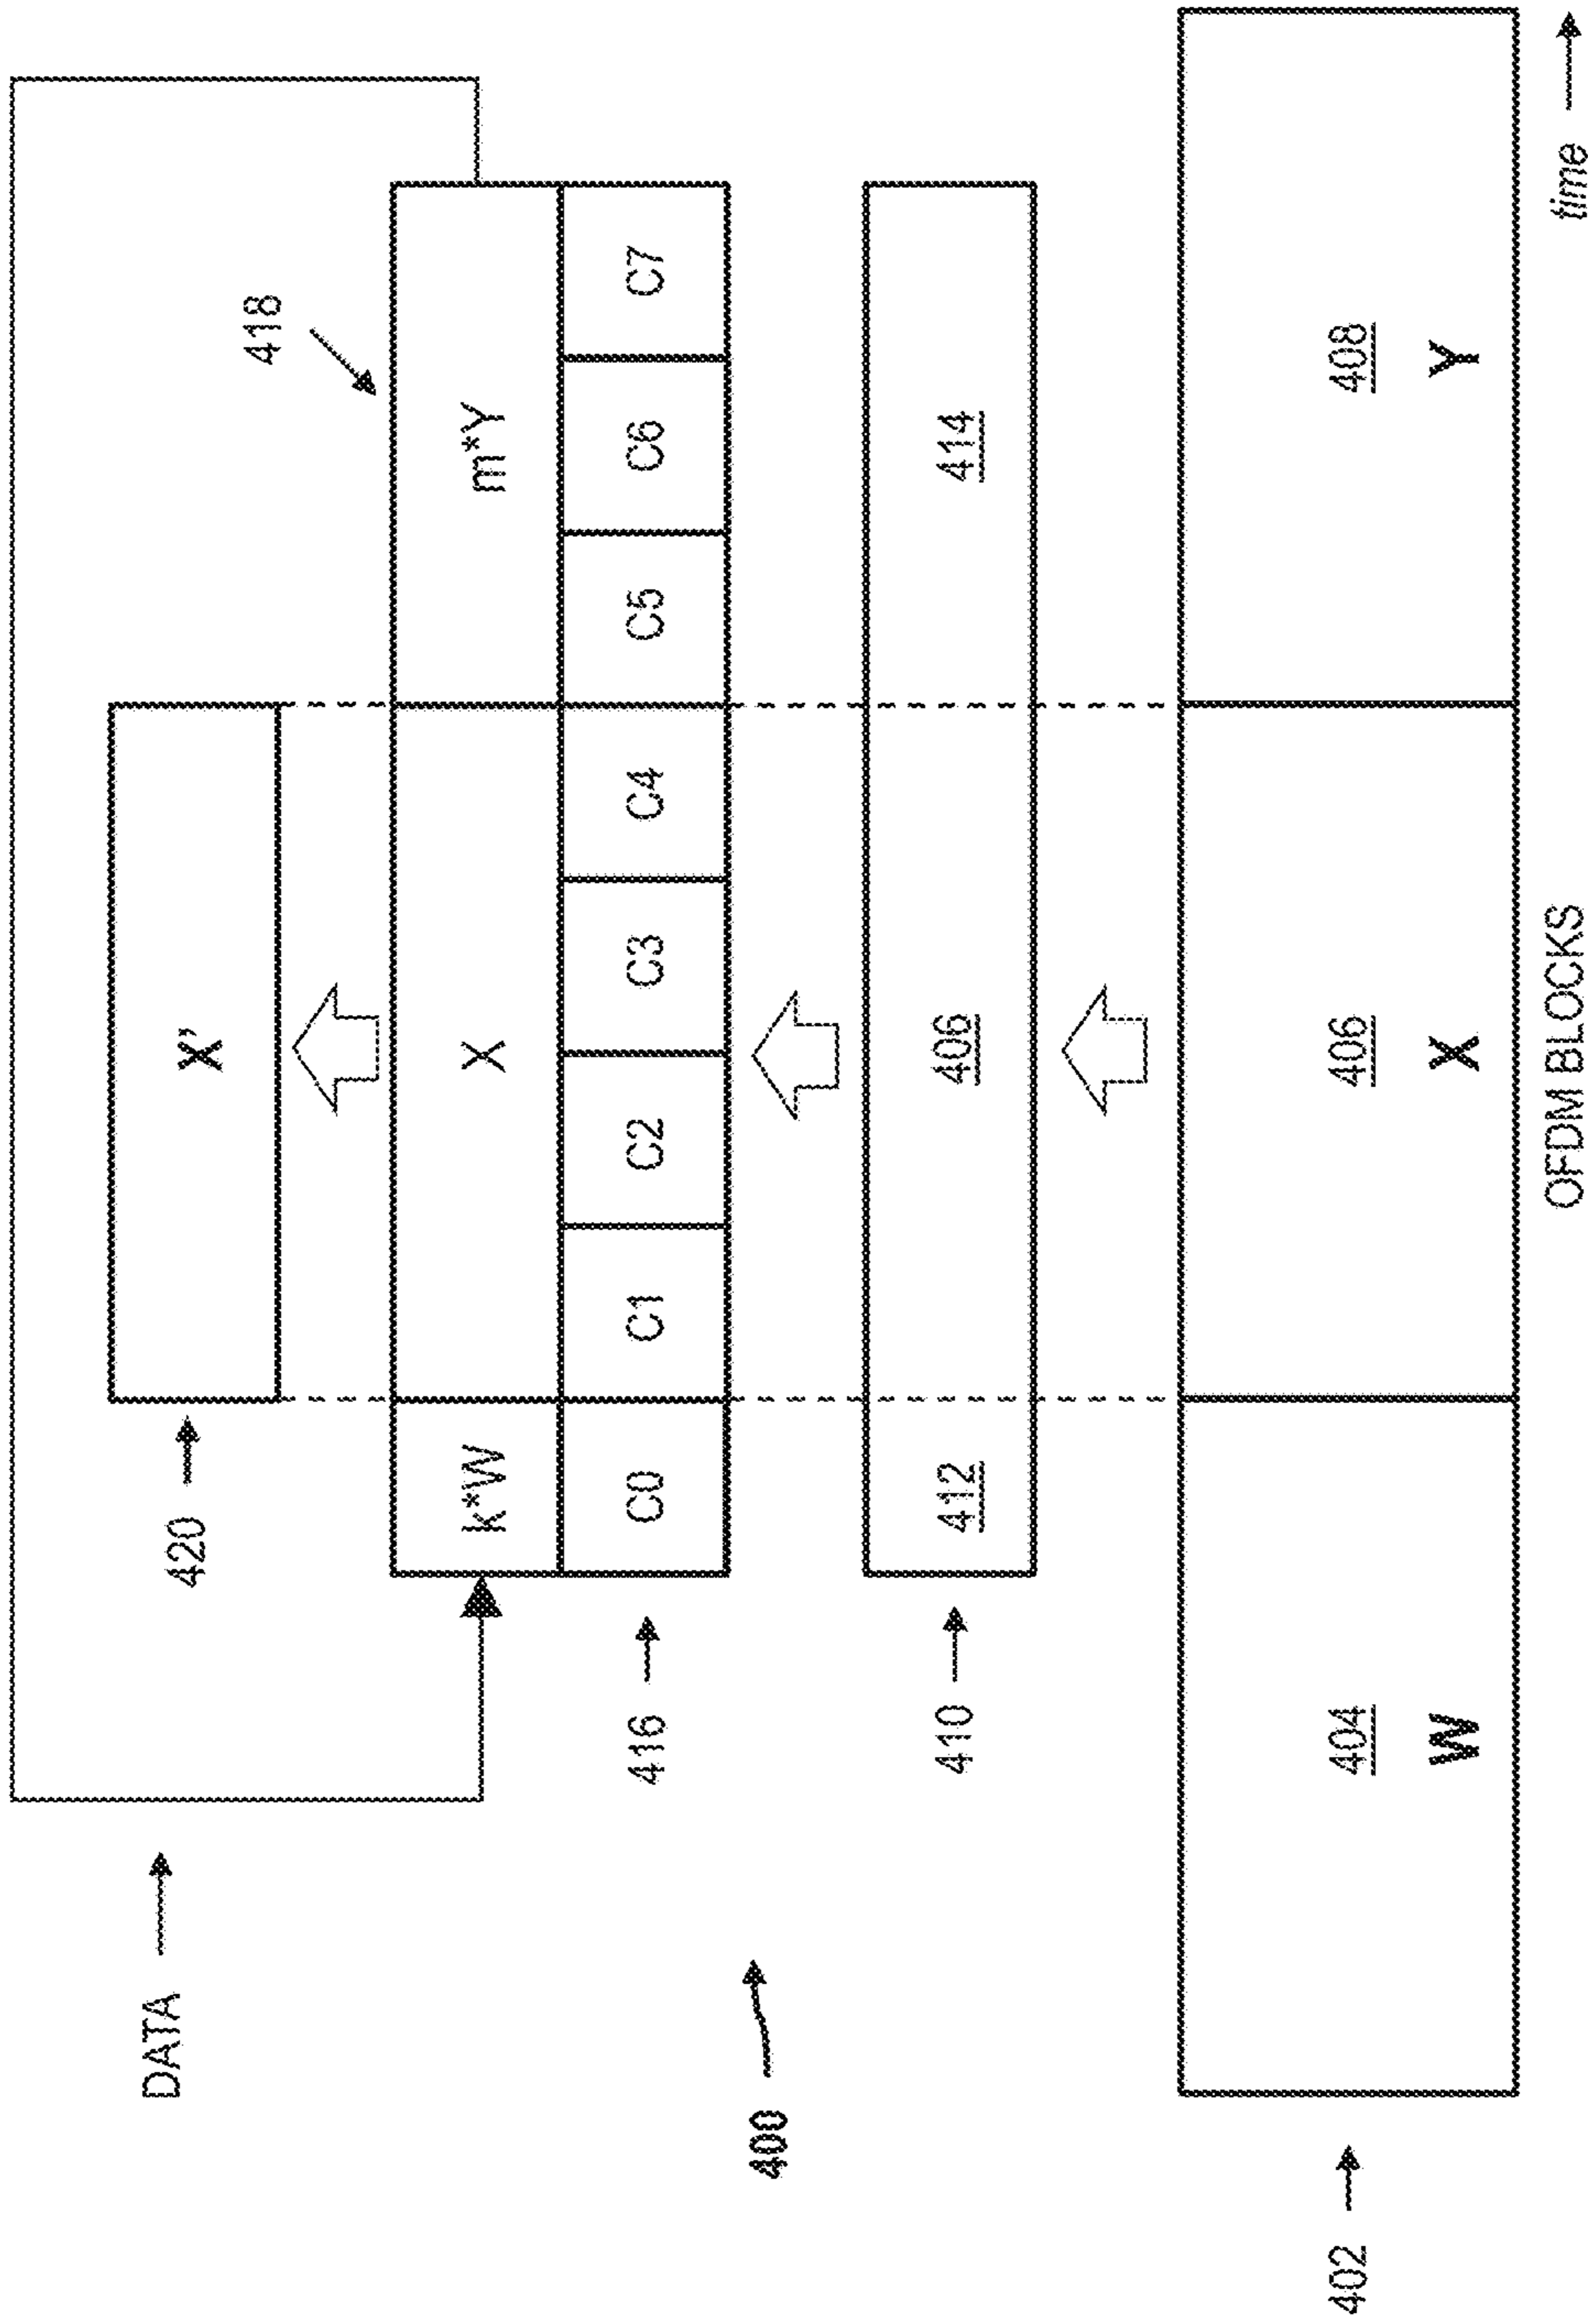 DATA
420
X'
418
k*W
X
m*Y
416
C0
C1
C2
C3
C4
C5
C6
C7
400
410
412
406
414
402
404
W
406
X
408
Y
OFDM BLOCKS
time